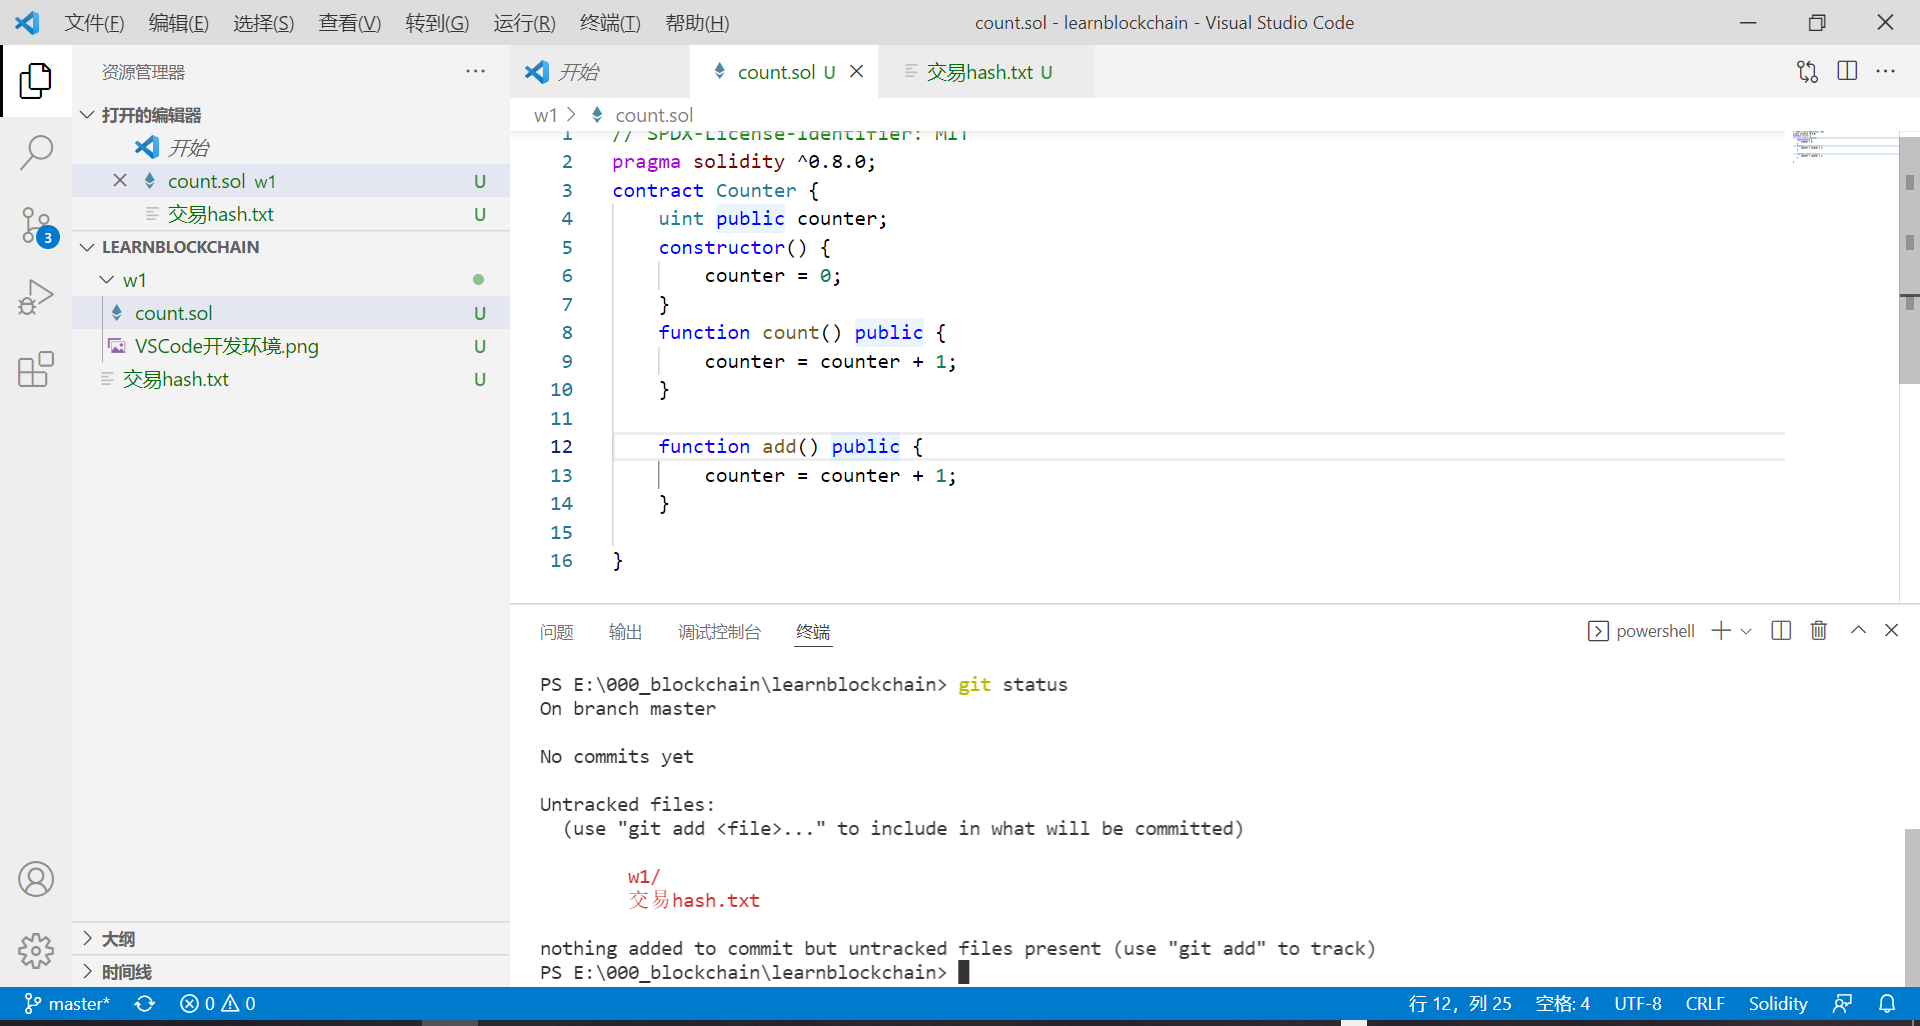 文件(F) 编辑(E) 选择(S) 查看(V) 转到(G) 运行(R) 终端(T) 帮助(H) count.sol - learnblockchain - Visual Studio Code
资源管理器 ···
打开的编辑器
开始
count.sol w1 U
交易hash.txt U
LEARNBLOCKCHAIN
w1
count.sol U
VSCode开发环境.png U
交易hash.txt U
3
大纲
时间线
开始 count.sol U 交易hash.txt U ···
w1 > count.sol
1 // SPDX-License-Identifier: MIT
2 pragma solidity ^0.8.0;
3 contract Counter {
4 uint public counter;
5 constructor() {
6 counter = 0;
7 }
8 function count() public {
9 counter = counter + 1;
10 }
11
12 function add() public {
13 counter = counter + 1;
14 }
15
16 }
问题 输出 调试控制台 终端 powershell
PS E:\000_blockchain\learnblockchain> git status
On branch master
No commits yet
Untracked files:
(use "git add <file>..." to include in what will be committed)
w1/
交易hash.txt
nothing added to commit but untracked files present (use "git add" to track)
PS E:\000_blockchain\learnblockchain>
master* 0 0 行 12，列 25 空格: 4 UTF-8 CRLF Solidity